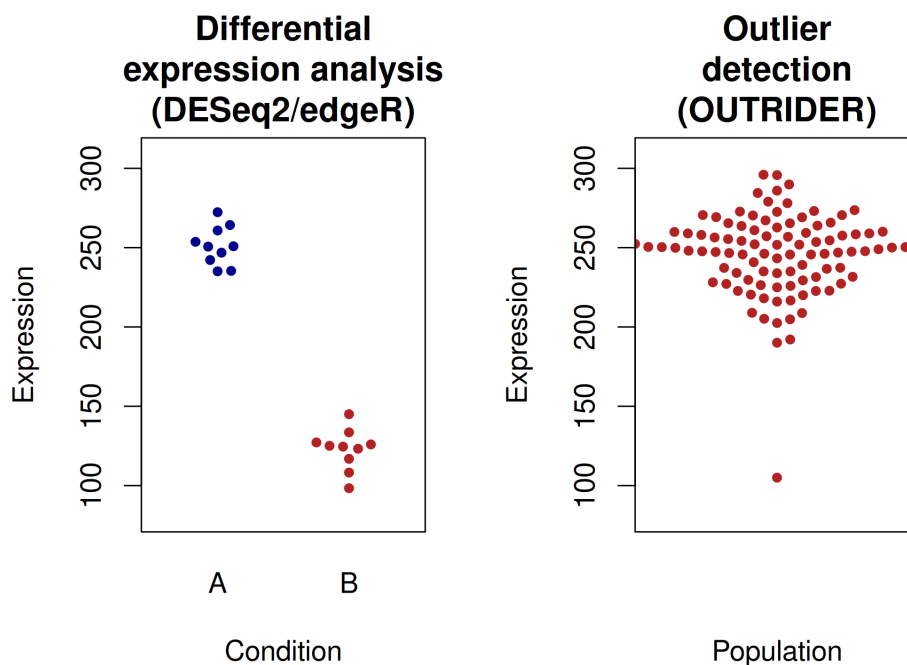 Differential
expression analysis
(DESeq2/edgeR)
Expression
300
250
200
150
100
A
B
Condition
Outlier
detection
(OUTRIDER)
Expression
300
250
200
150
100
Population